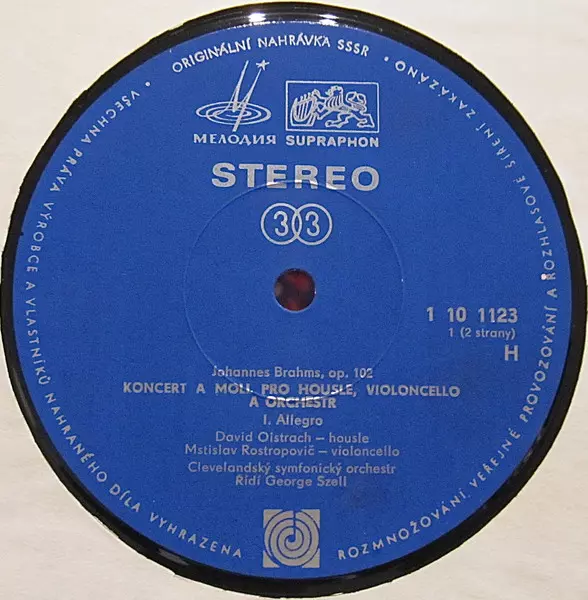 ORIGINÁLNÍ NAHRÁVKA SSSR
VŠECHNA PRÁVA VÝROBCE A VLASTNÍKŮ NAHRANÉHO DÍLA VYHRAZENA
ROZMNOŽOVÁNÍ, VEŘEJNÉ PROVOZOVÁNÍ A ROZHLASOVÉ ŠÍŘENÍ ZAKÁZÁNO
МЕЛОДИЯ SUPRAPHON
STEREO
33
1 10 1123
1 (2 strany)
H
Johannes Brahms, op. 102
KONCERT A MOLL PRO HOUSLE, VIOLONCELLO
A ORCHESTR
I. Allegro
David Oistrach – housle
Mstislav Rostropovič – violoncello
Clevelandský symfonický orchestr
Řídí George Szell